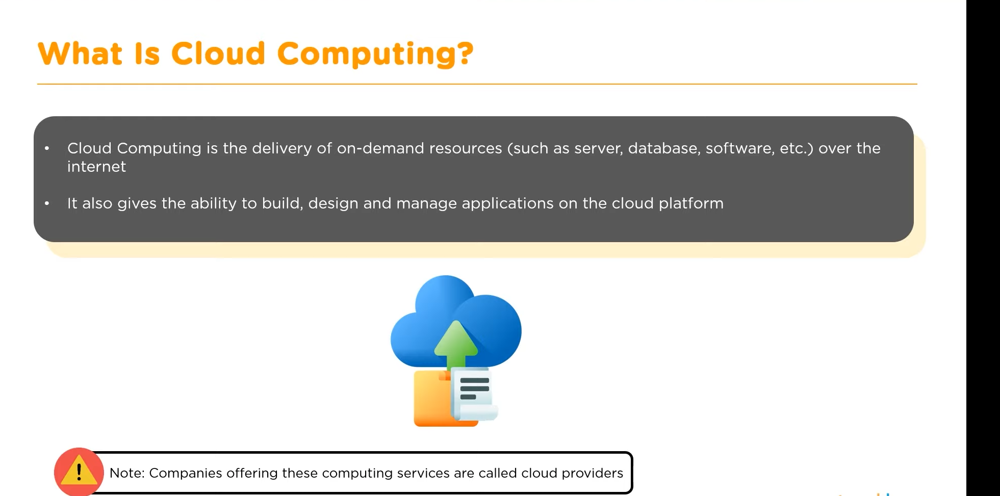 What Is Cloud Computing?
• Cloud Computing is the delivery of on-demand resources (such as server, database, software, etc.) over the
internet
• It also gives the ability to build, design and manage applications on the cloud platform
Note: Companies offering these computing services are called cloud providers